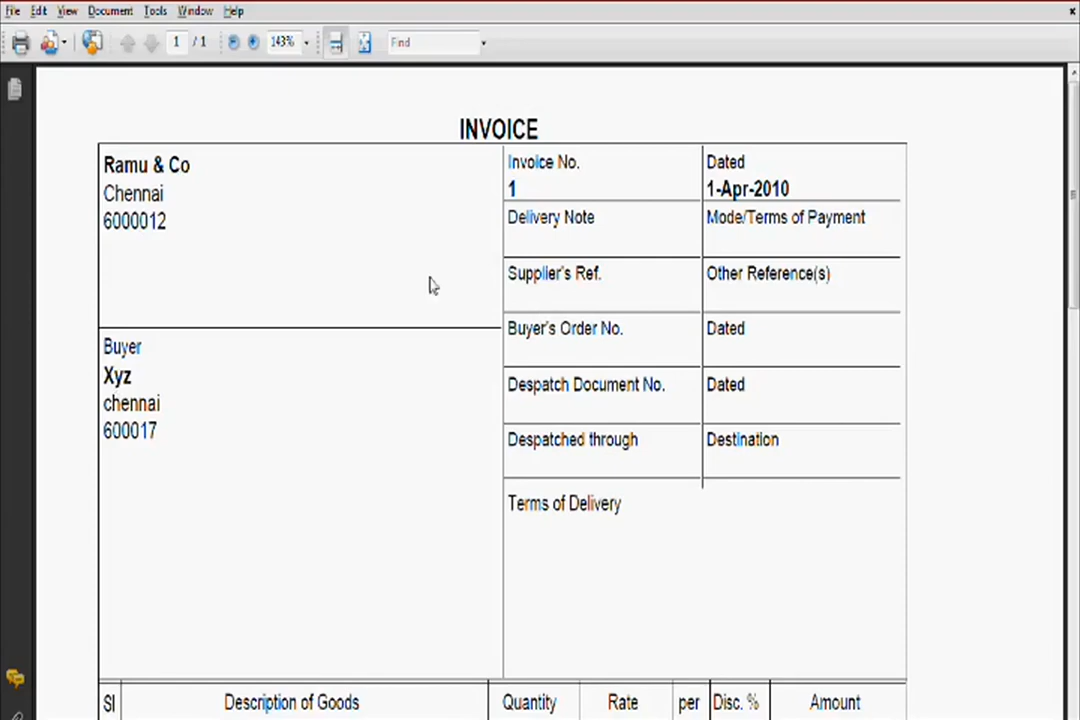 File Edit View Document Tools Window Help
1 / 1 143% Find
INVOICE
Ramu & Co
Chennai
6000012
Invoice No.
1
Dated
1-Apr-2010
Delivery Note
Mode/Terms of Payment
Supplier's Ref.
Other Reference(s)
Buyer
Xyz
chennai
600017
Buyer's Order No.
Dated
Despatch Document No.
Dated
Despatched through
Destination
Terms of Delivery
Sl Description of Goods Quantity Rate per Disc. % Amount